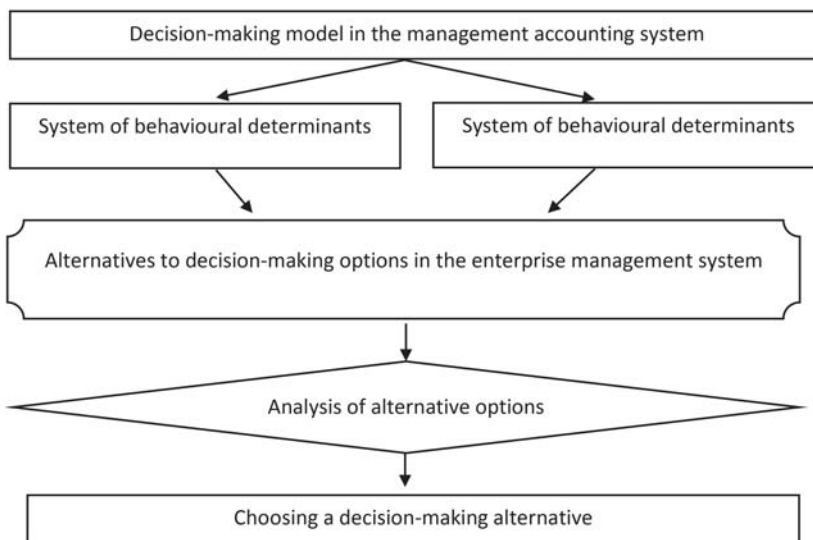 Decision-making model in the management accounting system
System of behavioural determinants
System of behavioural determinants
Alternatives to decision-making options in the enterprise management system
Analysis of alternative options
Choosing a decision-making alternative